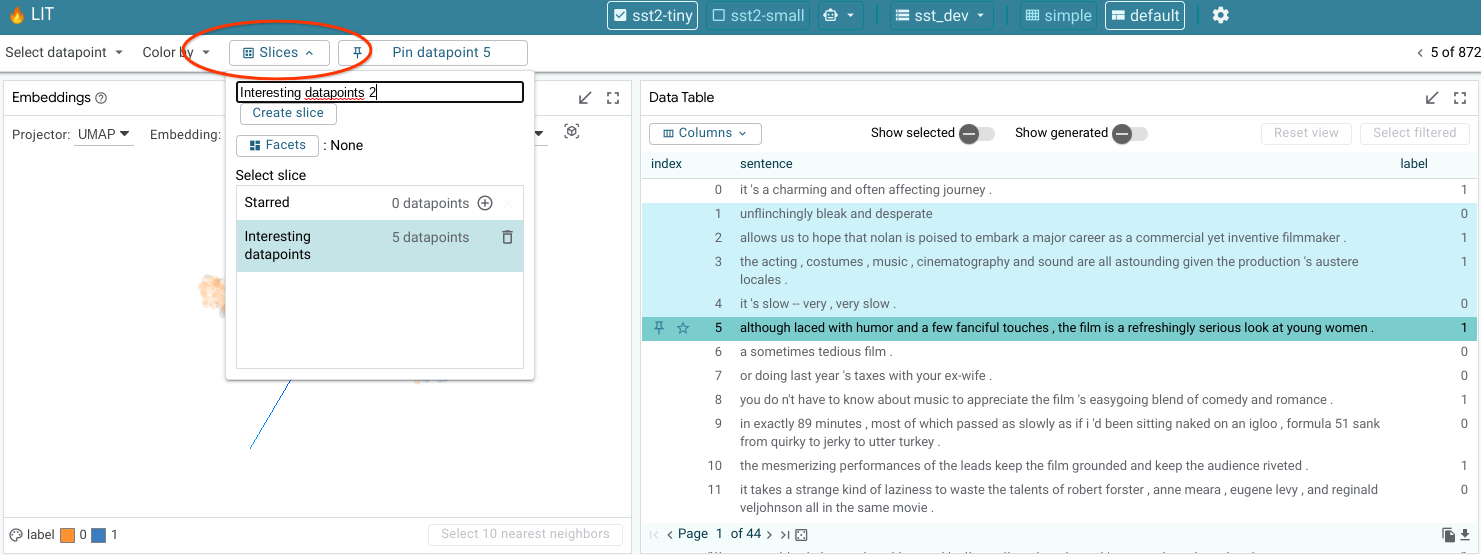 LIT
sst2-tiny
sst2-small
sst_dev
simple
default
Select datapoint
Color by
Slices
Pin datapoint 5
5 of 872
Interesting datapoints 2
Create slice
Facets : None
Select slice
Starred 0 datapoints
Interesting 5 datapoints
datapoints
Embeddings
Projector: UMAP Embedding:
label 0 1
Select 10 nearest neighbors
Data Table
Columns
Show selected
Show generated
Reset view
Select filtered
index sentence label
0 it 's a charming and often affecting journey . 1
1 unflinchingly bleak and desperate 0
2 allows us to hope that nolan is poised to embark a major career as a commercial yet inventive filmmaker . 1
3 the acting , costumes , music , cinematography and sound are all astounding given the production 's austere 1
locales .
4 it 's slow -- very , very slow . 0
5 although laced with humor and a few fanciful touches , the film is a refreshingly serious look at young women . 1
6 a sometimes tedious film . 0
7 or doing last year 's taxes with your ex-wife . 0
8 you do n't have to know about music to appreciate the film 's easygoing blend of comedy and romance . 1
9 in exactly 89 minutes , most of which passed as slowly as if i 'd been sitting naked on an igloo , formula 51 sank 0
from quirky to jerky to utter turkey .
10 the mesmerizing performances of the leads keep the film grounded and keep the audience riveted . 1
11 it takes a strange kind of laziness to waste the talents of robert forster , anne meara , eugene levy , and reginald 0
veljohnson all in the same movie .
Page 1 of 44